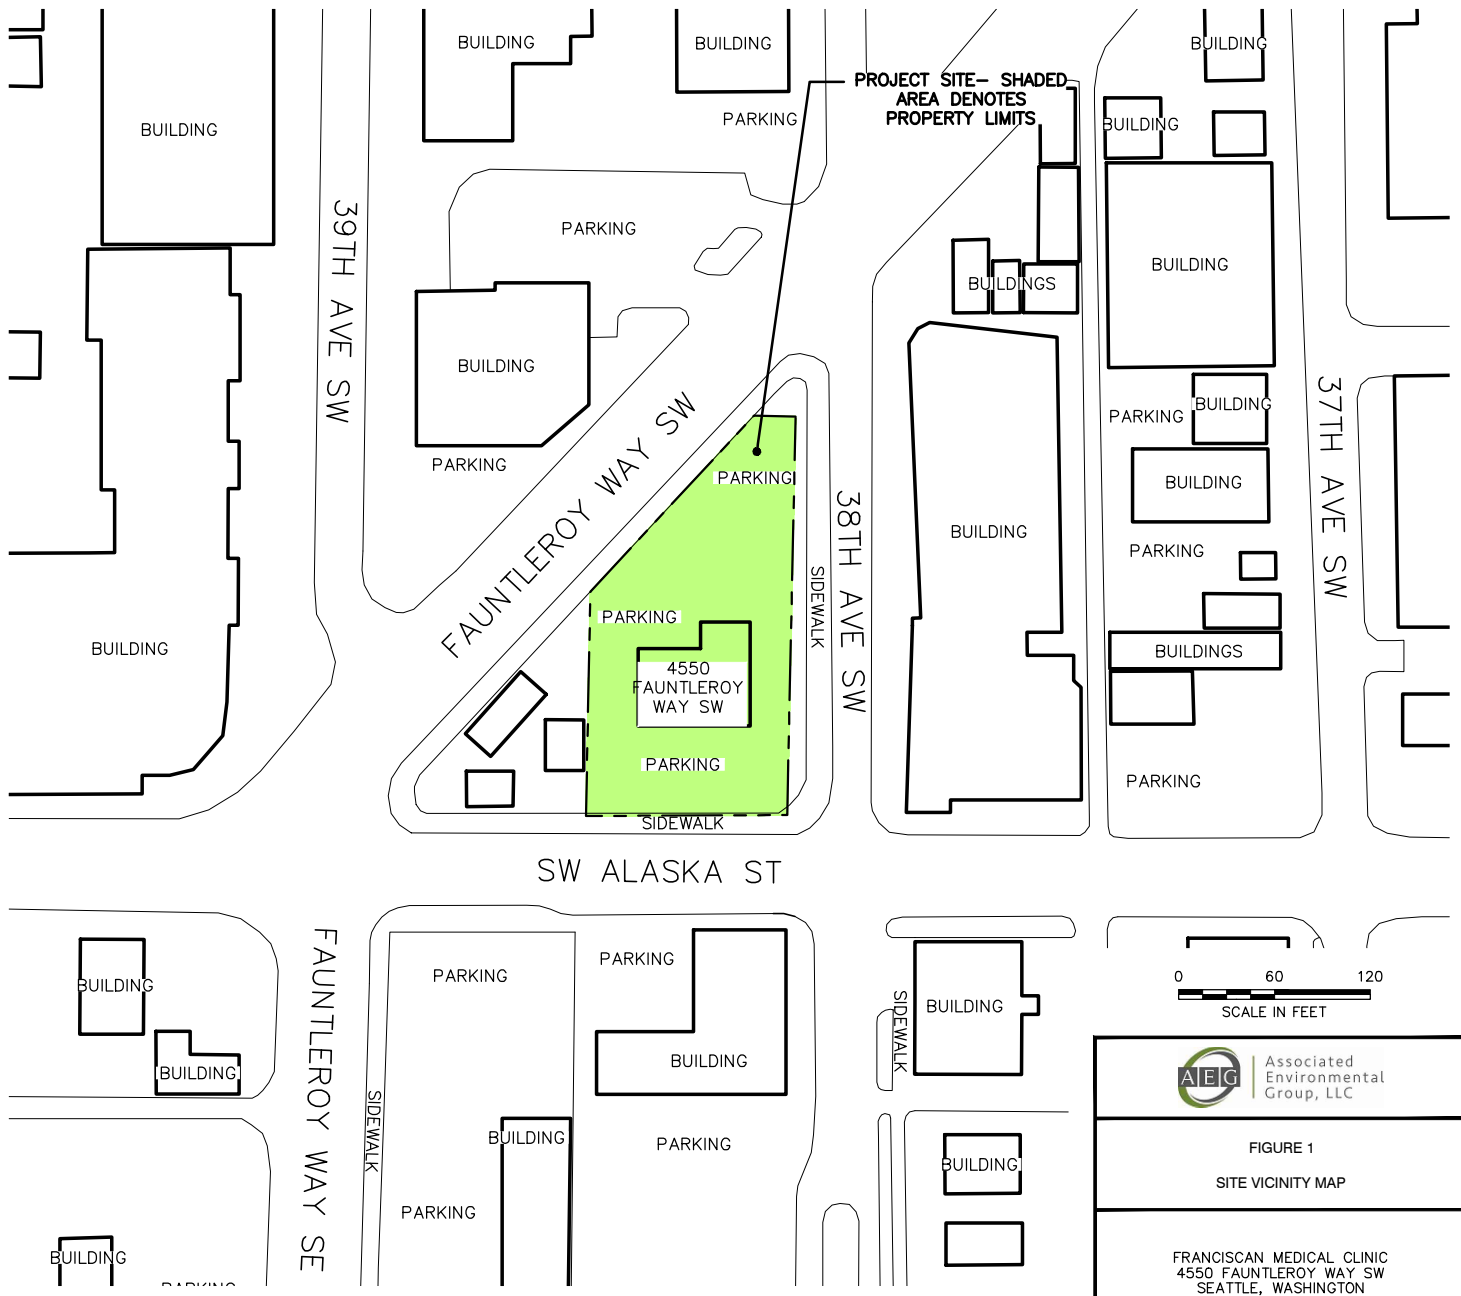 BUILDING
BUILDING
BUILDING
PROJECT SITE– SHADED
AREA DENOTES
PROPERTY LIMITS
PARKING
BUILDING
BUILDING
39TH AVE SW
PARKING
BUILDING
BUILDINGS
BUILDING
FAUNTLEROY WAY SW
37TH AVE SW
PARKING
BUILDING
PARKING
PARKING
BUILDING
38TH AVE SW
BUILDING
PARKING
SIDEWALK
PARKING
BUILDING
BUILDINGS
4550
FAUNTLEROY
WAY SW
PARKING
PARKING
SIDEWALK
SW ALASKA ST
FAUNTLEROY WAY SE
PARKING
PARKING
BUILDING
SIDEWALK
BUILDING
0 60 120
SCALE IN FEET
BUILDING
BUILDING
SIDEWALK
BUILDING
PARKING
BUILDING
PARKING
BUILDING
PARKING
AEG
Associated
Environmental
Group, LLC
FIGURE 1
SITE VICINITY MAP
FRANCISCAN MEDICAL CLINIC
4550 FAUNTLEROY WAY SW
SEATTLE, WASHINGTON